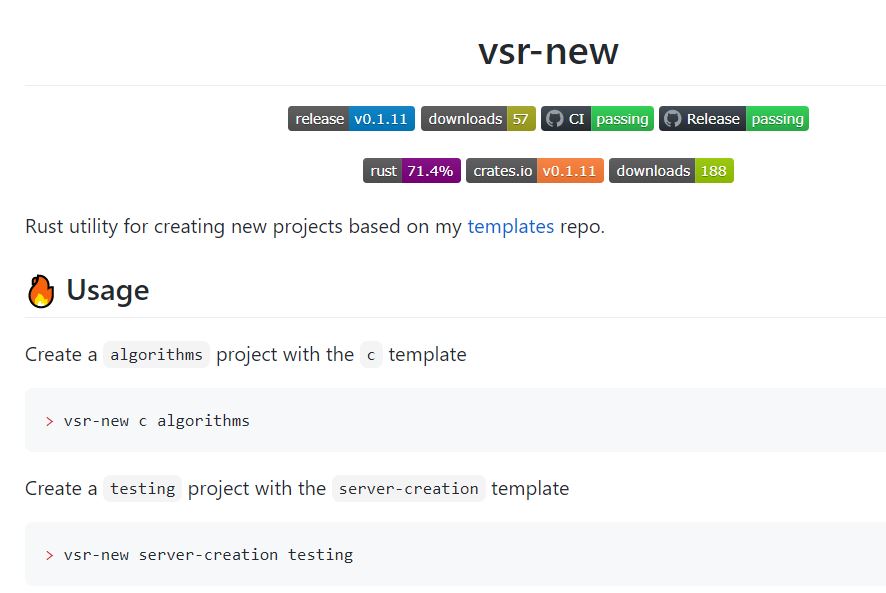 vsr-new
release v0.1.11 downloads 57 CI passing Release passing
rust 71.4% crates.io v0.1.11 downloads 188
Rust utility for creating new projects based on my templates repo.
🔥 Usage
Create a algorithms project with the c template
> vsr-new c algorithms
Create a testing project with the server-creation template
> vsr-new server-creation testing